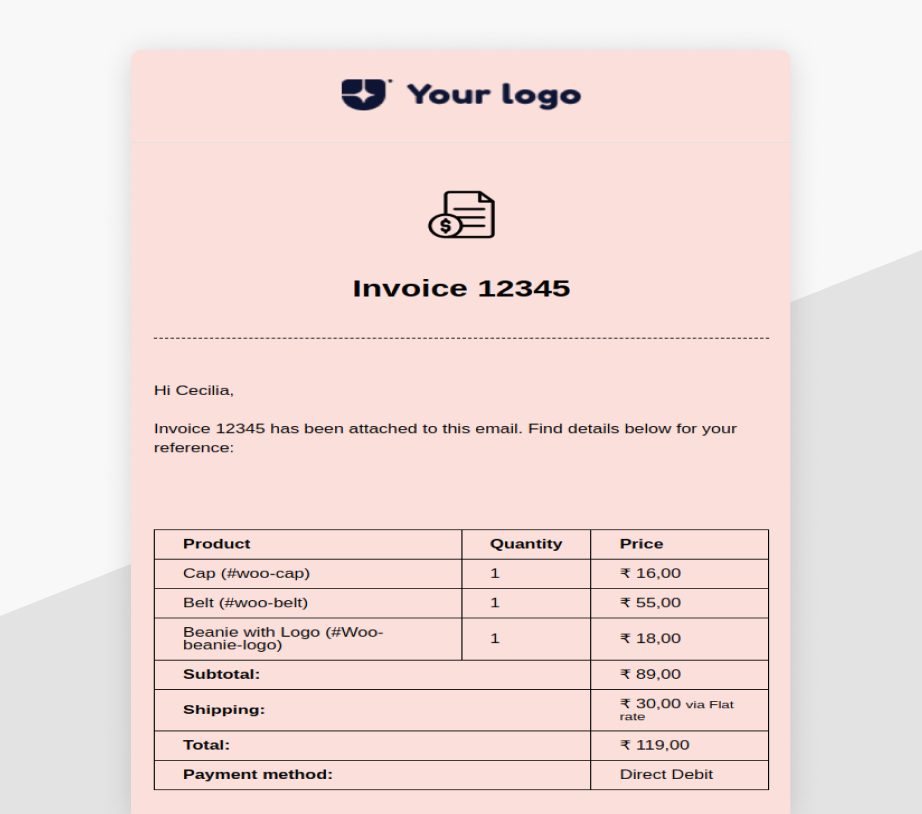 Your logo
$
Invoice 12345
Hi Cecilia,
Invoice 12345 has been attached to this email. Find details below for your
reference:
Product Quantity Price
Cap (#woo-cap) 1 ₹ 16,00
Belt (#woo-belt) 1 ₹ 55,00
Beanie with Logo (#Woo-
beanie-logo) 1 ₹ 18,00
Subtotal: ₹ 89,00
Shipping: ₹ 30,00 via Flat
rate
Total: ₹ 119,00
Payment method: Direct Debit